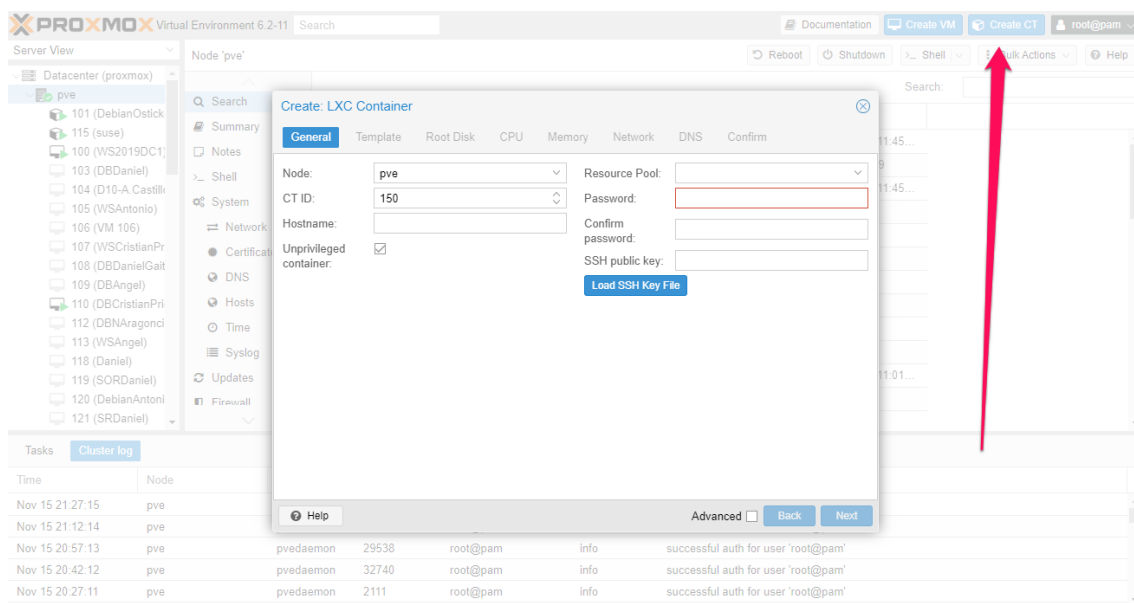 PROXMOX Virtual Environment 6.2-11 Search Documentation Create VM Create CT root@pam
Server View Node 'pve' Reboot Shutdown >_ Shell Bulk Actions Help
Datacenter (proxmox)
pve
101 (DebianOstick
115 (suse)
100 (WS2019DC1)
103 (DBDaniel)
104 (D10-A.Castillo
105 (WSAntonio)
106 (VM 106)
107 (WSCristianPr
108 (DBDanielGait
109 (DBAngel)
110 (DBCristianPri
112 (DBNAragonci
113 (WSAngel)
118 (Daniel)
119 (SORDaniel)
120 (DebianAntoni
121 (SRDaniel)
Search
Summary
Notes
>_ Shell
System
Network
Certificat
DNS
Hosts
Time
Syslog
Updates
Firewall
Search:
11:45...
9
11:45...
11:01...
Create: LXC Container
General Template Root Disk CPU Memory Network DNS Confirm
Node: pve
CT ID: 150
Hostname:
Unprivileged
container:
Resource Pool:
Password:
Confirm
password:
SSH public key:
Load SSH Key File
Help Advanced Back Next
Tasks Cluster log
Time Node
Nov 15 21:27:15 pve
Nov 15 21:12:14 pve
Nov 15 20:57:13 pve pvedaemon 29538 root@pam info successful auth for user 'root@pam'
Nov 15 20:42:12 pve pvedaemon 32740 root@pam info successful auth for user 'root@pam'
Nov 15 20:27:11 pve pvedaemon 2111 root@pam info successful auth for user 'root@pam'